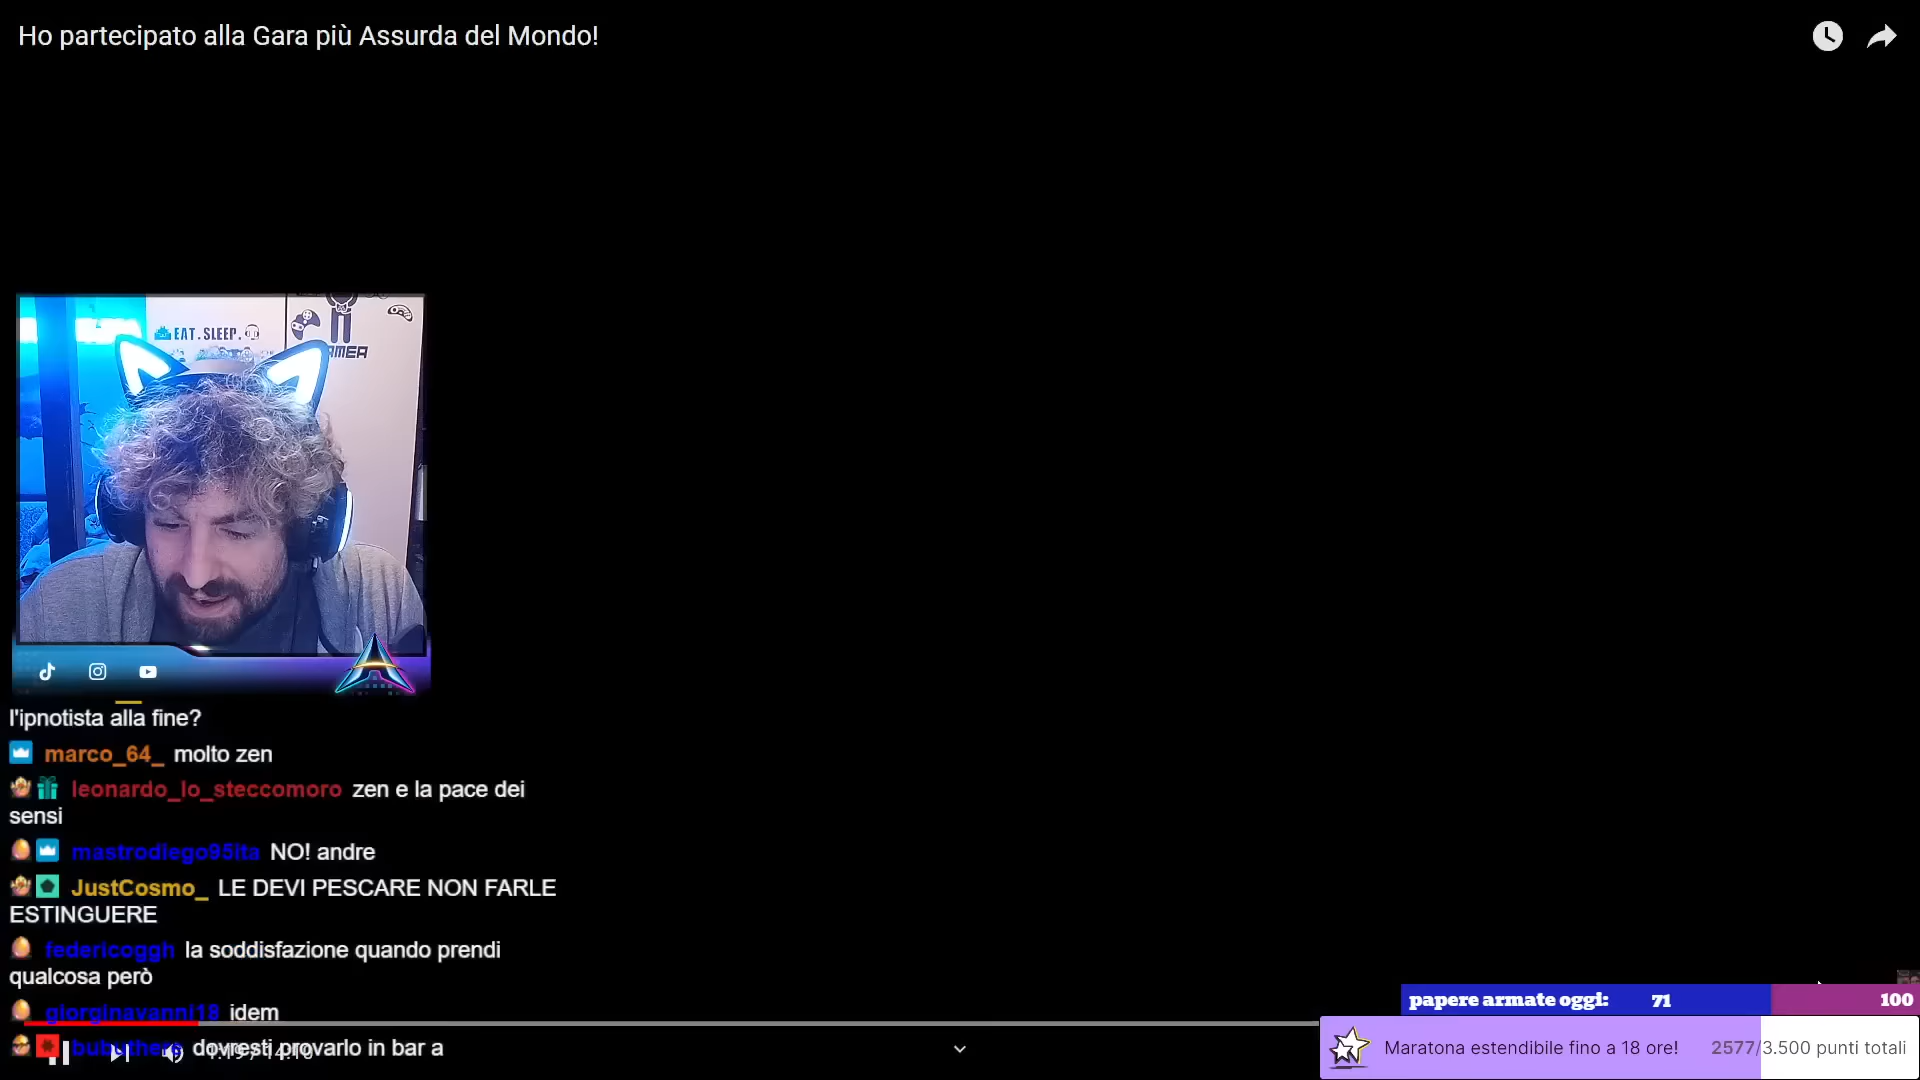 Ho partecipato alla Gara più Assurda del Mondo!
EAT.SLEEP.
l'ipnotista alla fine?
marco_64_ molto zen
leonardo_lo_steccomoro zen e la pace dei
sensi
mastrodiego95ita NO! andre
JustCosmo_ LE DEVI PESCARE NON FARLE
ESTINGUERE
federicoggh la soddisfazione quando prendi
qualcosa però
giorginavanni18 idem
dovresti provarlo in bar a
papere armate oggi: 71 100
Maratona estendibile fino a 18 ore! 2577/3.500 punti totali